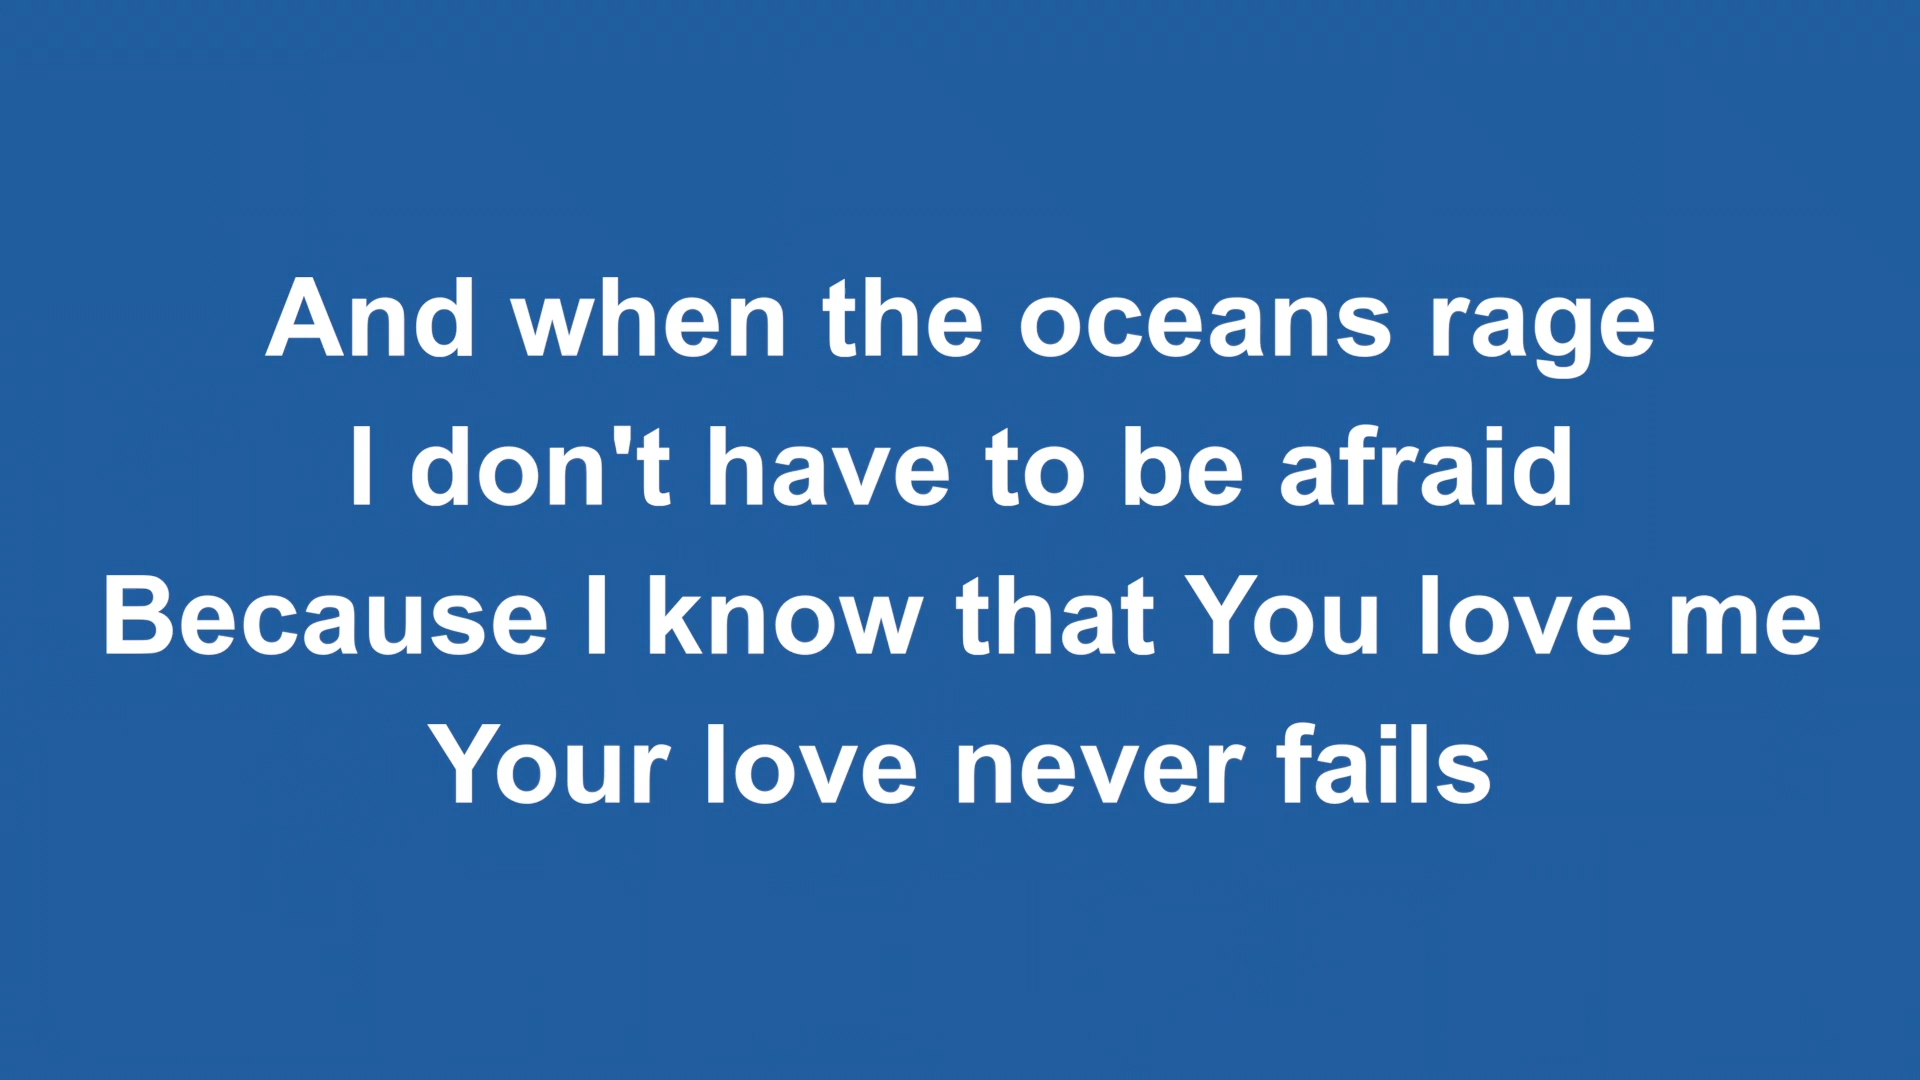 And when the oceans rage
I don't have to be afraid
Because I know that You love me
Your love never fails